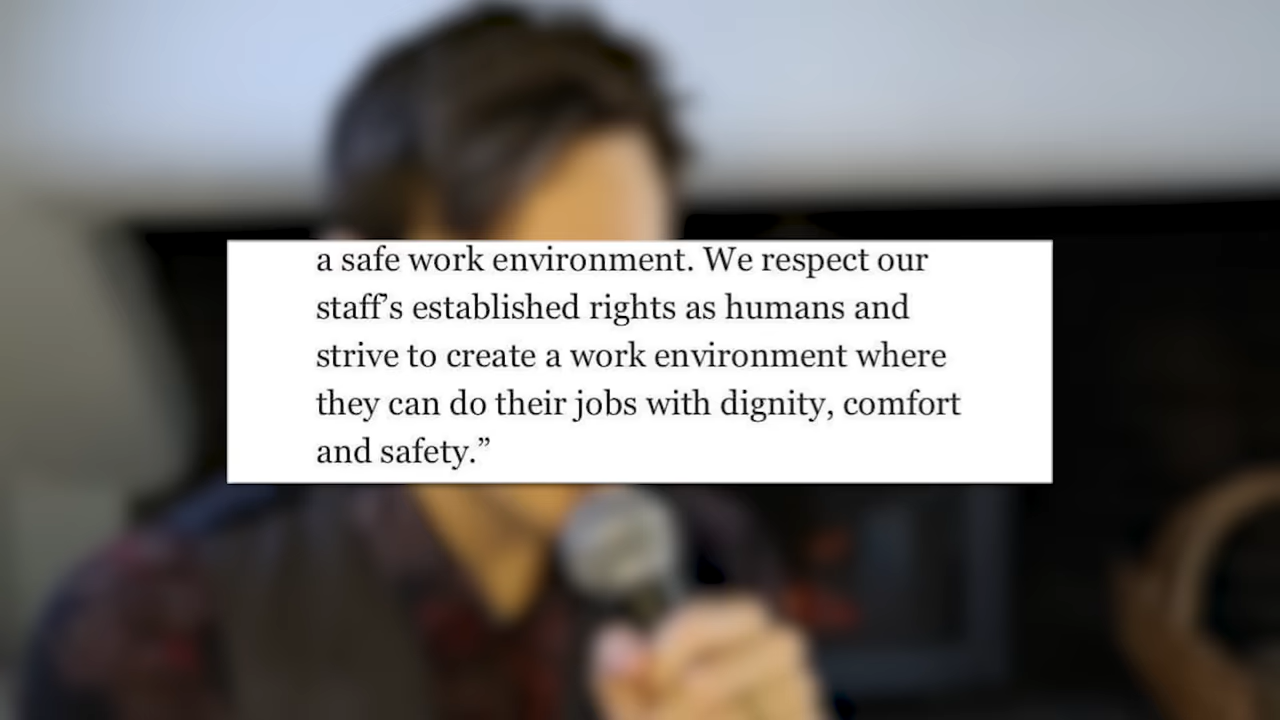 a safe work environment. We respect our
staff’s established rights as humans and
strive to create a work environment where
they can do their jobs with dignity, comfort
and safety.”